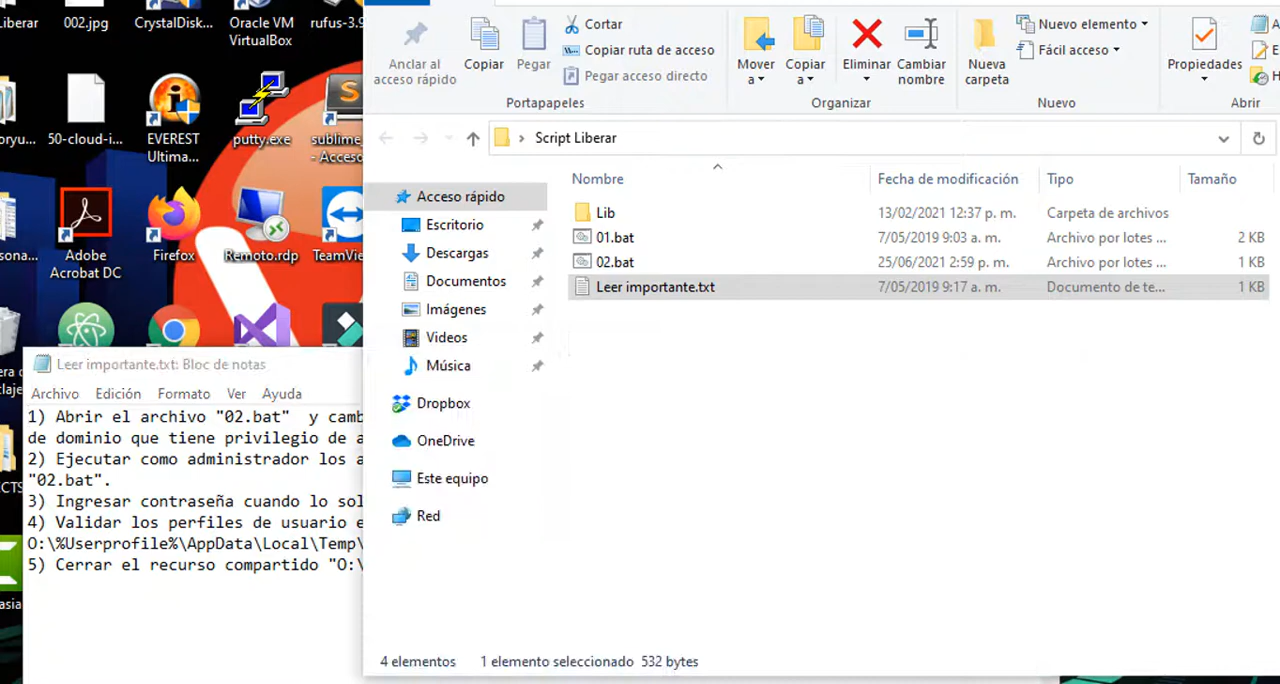 iberar
002.jpg
CrystalDisk...
Oracle VM
VirtualBox
rufus-3.9
oryu...
50-cloud-i...
EVEREST
Ultima...
putty.exe
sublime_
- Acceso
sona...
Adobe
Acrobat DC
Firefox
Remoto.rdp
TeamVie
era d
claje
ECTS
asia
Leer importante.txt: Bloc de notas
Archivo Edición Formato Ver Ayuda
1) Abrir el archivo "02.bat" y camb
de dominio que tiene privilegio de a
2) Ejecutar como administrador los a
"02.bat".
3) Ingresar contraseña cuando lo sol
4) Validar los perfiles de usuario e
O:\%Userprofile%\AppData\Local\Temp\
5) Cerrar el recurso compartido "O:\
Anclar al
acceso rápido
Copiar
Pegar
Cortar
Copiar ruta de acceso
Pegar acceso directo
Portapapeles
Mover
a
Copiar
a
Eliminar
Cambiar
nombre
Organizar
Nueva
carpeta
Nuevo elemento
Fácil acceso
Nuevo
Propiedades
A
E
H
Abrir
Script Liberar
Acceso rápido
Escritorio
Descargas
Documentos
Imágenes
Videos
Música
Dropbox
OneDrive
Este equipo
Red
Nombre Fecha de modificación Tipo Tamaño
Lib 13/02/2021 12:37 p. m. Carpeta de archivos
01.bat 7/05/2019 9:03 a. m. Archivo por lotes ... 2 KB
02.bat 25/06/2021 2:59 p. m. Archivo por lotes ... 1 KB
Leer importante.txt 7/05/2019 9:17 a. m. Documento de te... 1 KB
4 elementos 1 elemento seleccionado 532 bytes